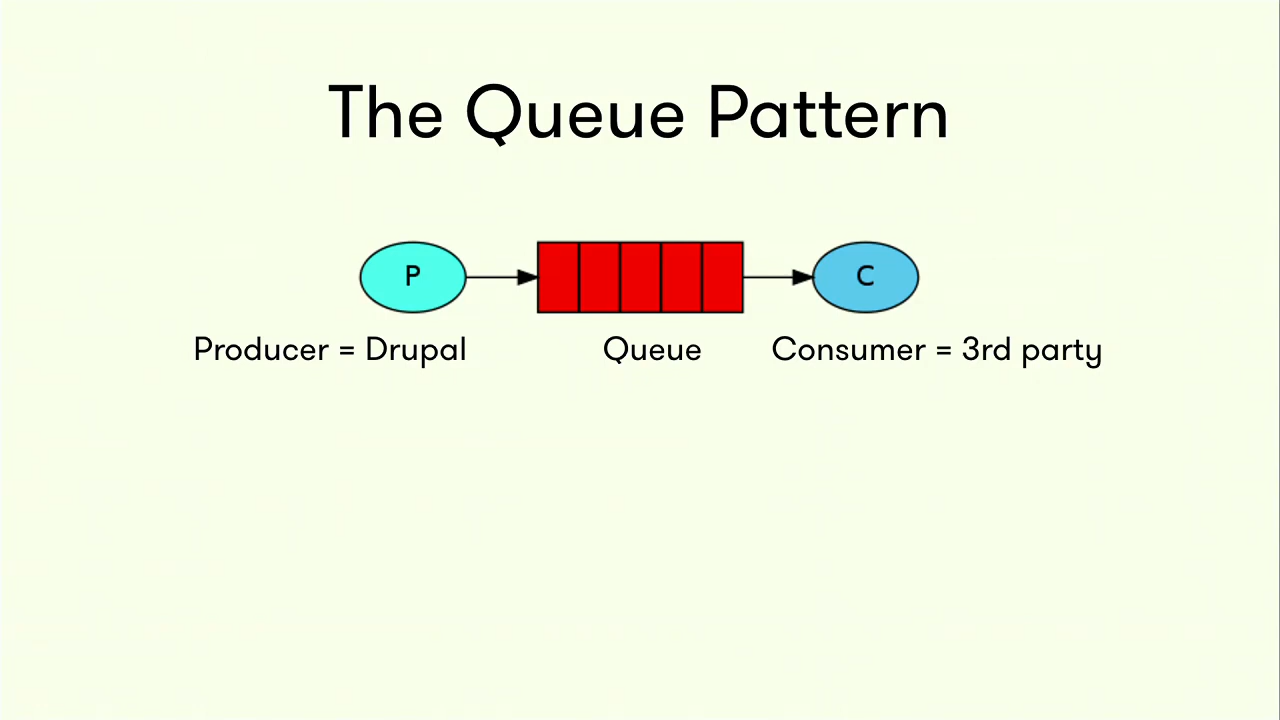 The Queue Pattern
P
C
Producer = Drupal
Queue
Consumer = 3rd party